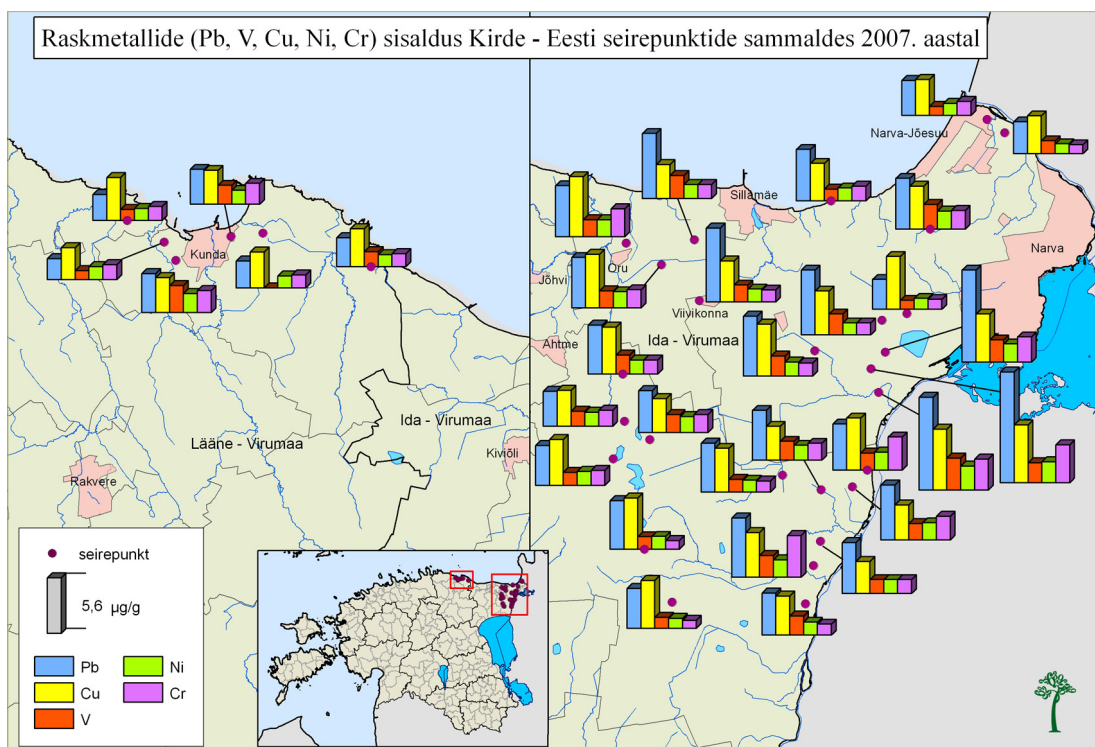 Raskmetallide (Pb, V, Cu, Ni, Cr) sisaldus Kirde - Eesti seirepunktide sammaldes 2007. aastal
Narva-Jõesuu
Sillamäe
Kunda
Narva
Oru
Jõhvi
Viivikonna
Ahtme
Ida - Virumaa
Ida - Virumaa
Lääne - Virumaa
Kiviõli
Rakvere
seirepunkt
5,6 µg/g
Pb
Ni
Cu
Cr
V